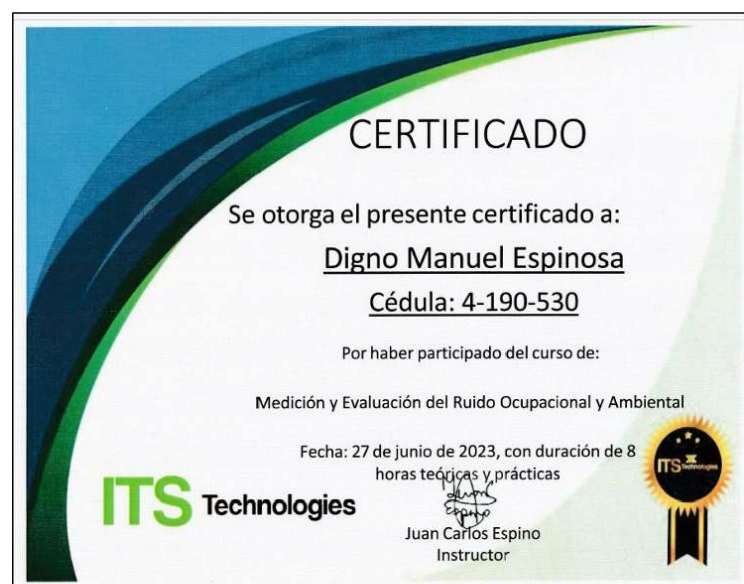 CERTIFICADO
Se otorga el presente certificado a:
Digno Manuel Espinosa
Cédula: 4-190-530
Por haber participado del curso de:
Medición y Evaluación del Ruido Ocupacional y Ambiental
Fecha: 27 de junio de 2023, con duración de 8
horas teóricas y prácticas
ITS Technologies
Juan Carlos Espino
Instructor
ITS Technologies